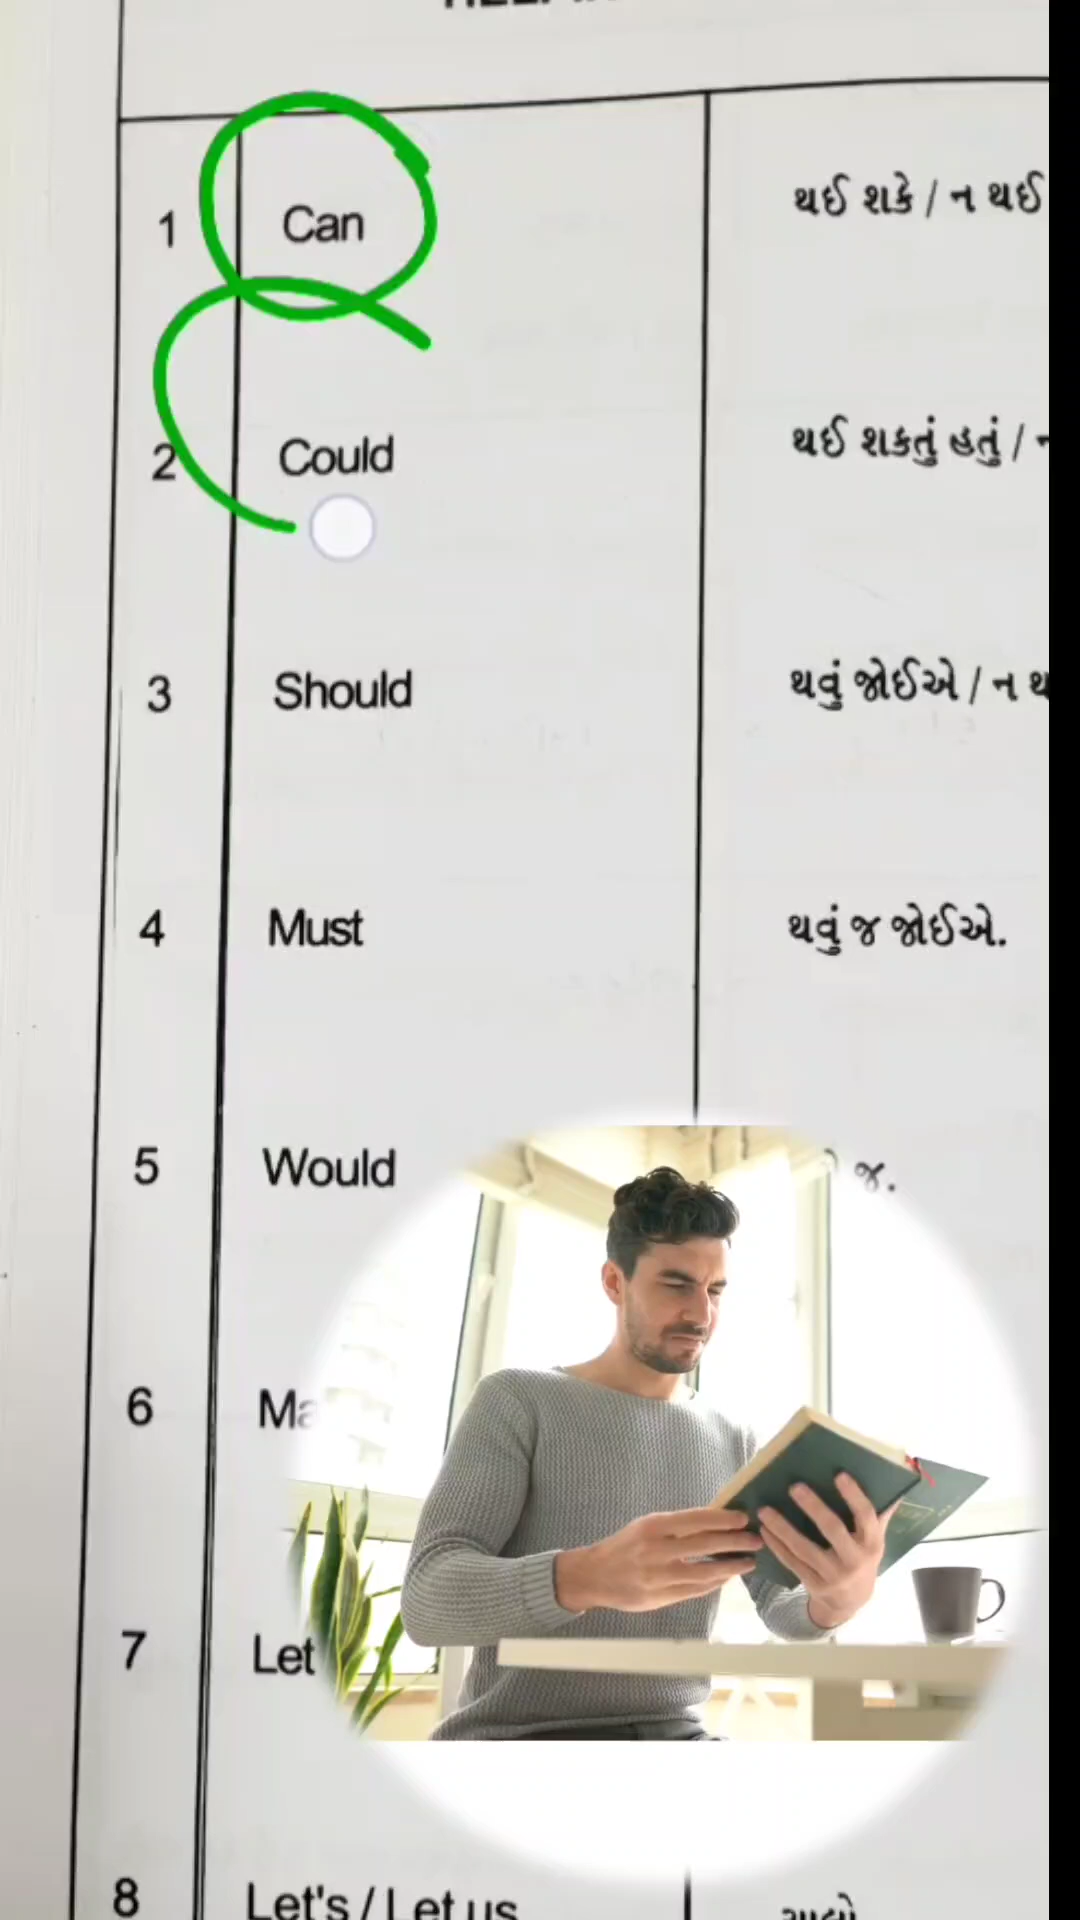 1 Can થઈ શકે / ન થઈ
2 Could થઈ શકતું હતું /
3 Should થવું જોઈએ / ન થ
4 Must થવું જ જોઈએ.
5 Would જ.
6
7 Let
8 Let's / Let us